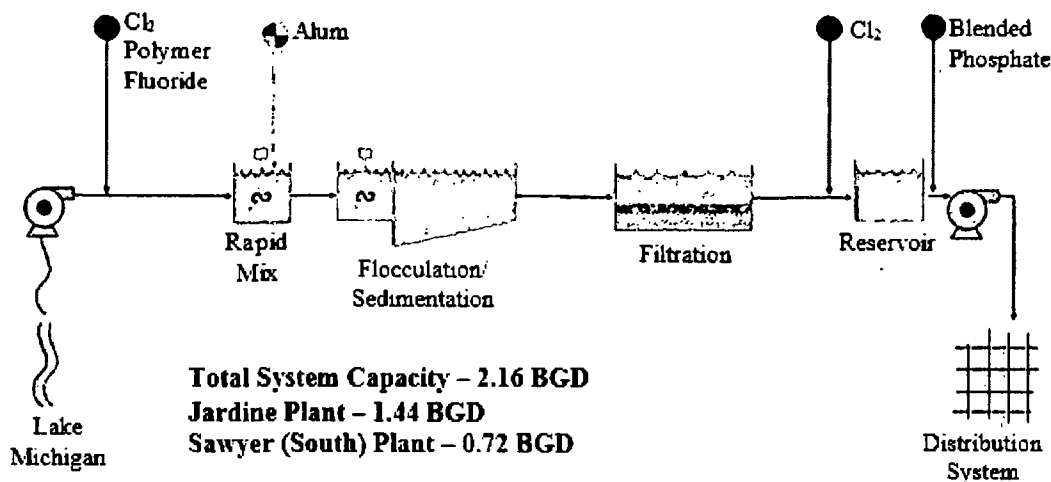 Cl₂
Polymer
Fluoride
Alum
Cl₂
Blended
Phosphate
Rapid
Mix
Flocculation/
Sedimentation
Filtration
Reservoir
Total System Capacity – 2.16 BGD
Jardine Plant – 1.44 BGD
Sawyer (South) Plant – 0.72 BGD
Lake
Michigan
Distribution
System